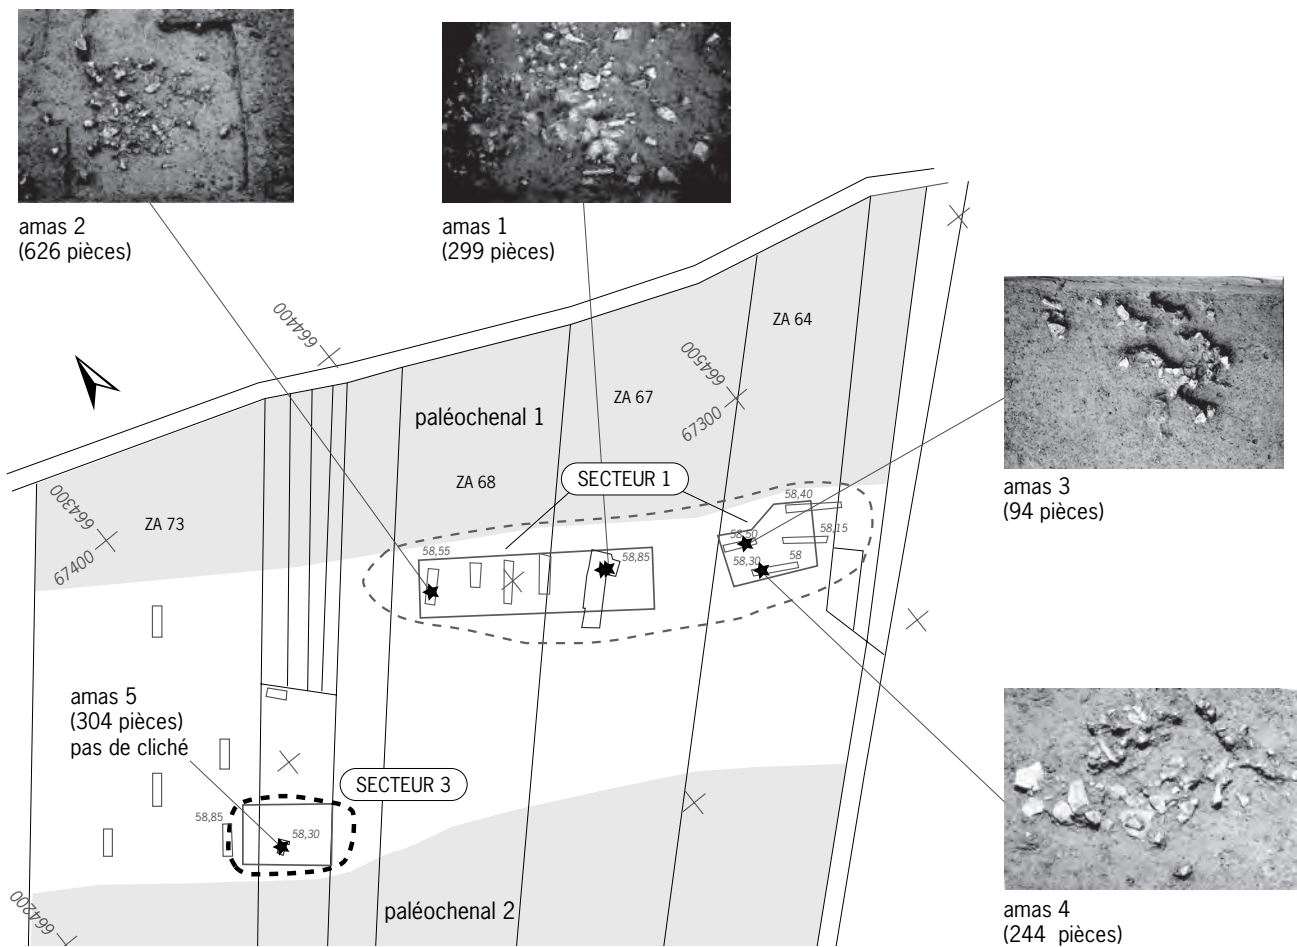 amas 2
(626 pièces)
amas 1
(299 pièces)
664400
ZA 64
664500
67300
ZA 67
paléochenal 1
amas 3
(94 pièces)
SECTEUR 1
ZA 68
664300
67400
ZA 73
58,40
58,15
58,50
58,30
58
58,55
58,85
amas 5
(304 pièces)
pas de cliché
SECTEUR 3
58,85
58,30
664200
paléochenal 2
amas 4
(244 pièces)